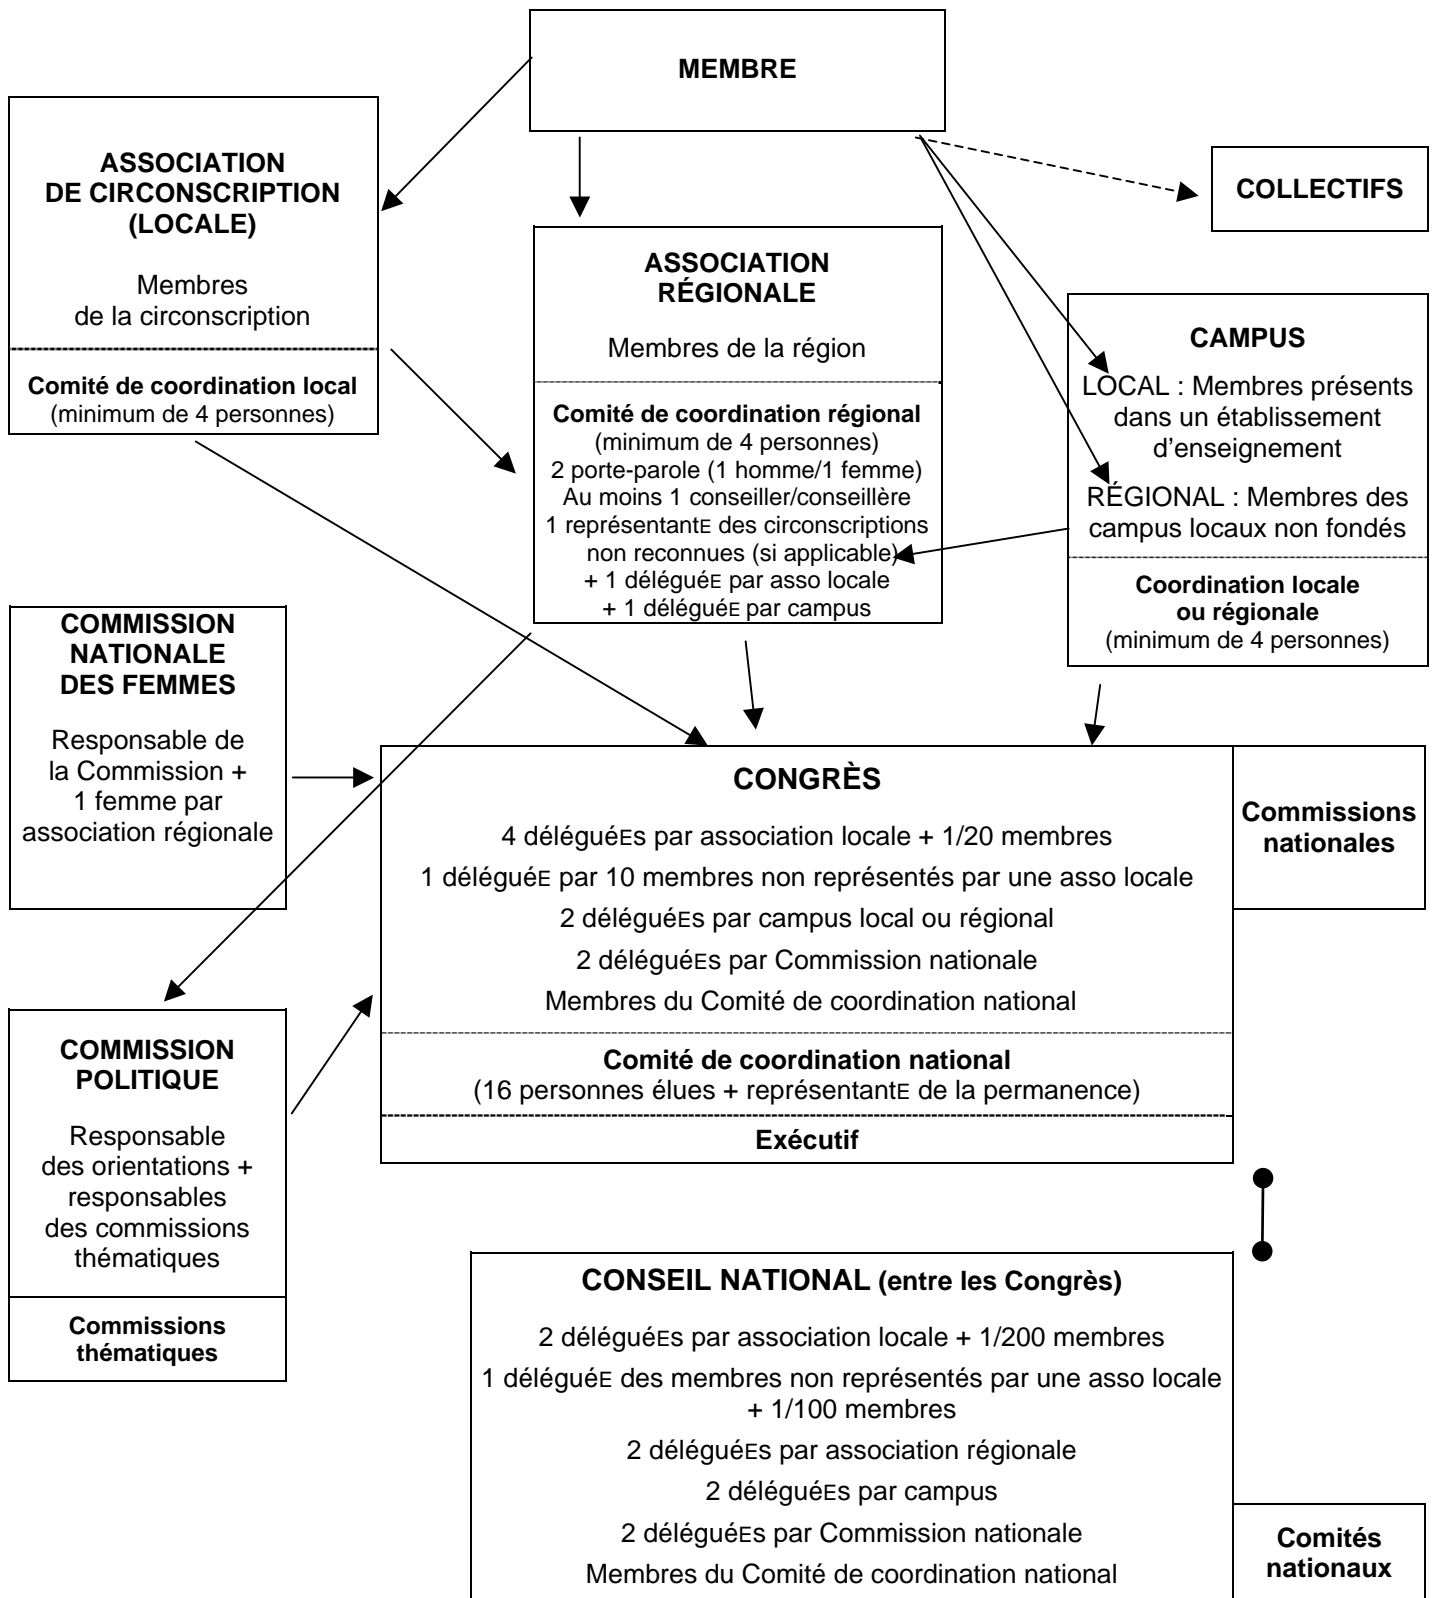 MEMBRE
ASSOCIATION
DE CIRCONSCRIPTION
(LOCALE)
Membres
de la circonscription
Comité de coordination local
(minimum de 4 personnes)
ASSOCIATION
RÉGIONALE
Membres de la région
Comité de coordination régional
(minimum de 4 personnes)
2 porte-parole (1 homme/1 femme)
Au moins 1 conseiller/conseillère
1 représentantE des circonscriptions
non reconnues (si applicable)
+ 1 déléguéE par asso locale
+ 1 déléguéE par campus
COLLECTIFS
CAMPUS
LOCAL : Membres présents
dans un établissement
d’enseignement
RÉGIONAL : Membres des
campus locaux non fondés
Coordination locale
ou régionale
(minimum de 4 personnes)
COMMISSION
NATIONALE
DES FEMMES
Responsable de
la Commission +
1 femme par
association régionale
CONGRÈS
4 déléguéEs par association locale + 1/20 membres
1 déléguéE par 10 membres non représentés par une asso locale
2 déléguéEs par campus local ou régional
2 déléguéEs par Commission nationale
Membres du Comité de coordination national
Comité de coordination national
(16 personnes élues + représentantE de la permanence)
Exécutif
Commissions
nationales
COMMISSION
POLITIQUE
Responsable
des orientations +
responsables
des commissions
thématiques
Commissions
thématiques
CONSEIL NATIONAL (entre les Congrès)
2 déléguéEs par association locale + 1/200 membres
1 déléguéE des membres non représentés par une asso locale
+ 1/100 membres
2 déléguéEs par association régionale
2 déléguéEs par campus
2 déléguéEs par Commission nationale
Membres du Comité de coordination national
Comités
nationaux